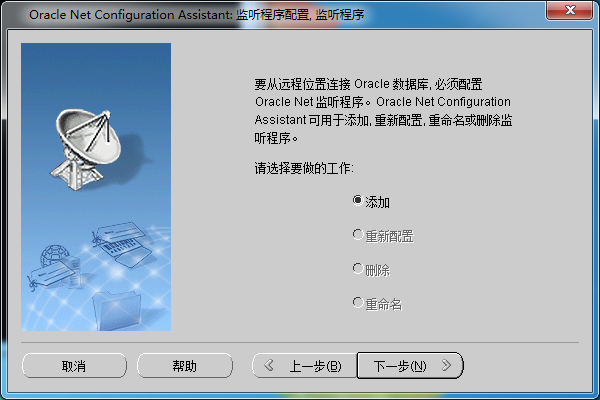 Oracle Net Configuration Assistant: 监听程序配置, 监听程序
要从远程位置连接 Oracle 数据库, 必须配置
Oracle Net 监听程序。Oracle Net Configuration
Assistant 可用于添加, 重新配置, 重命名或删除监
听程序。
请选择要做的工作:
添加
重新配置
删除
重命名
取消
帮助
上一步(B)
下一步(N)